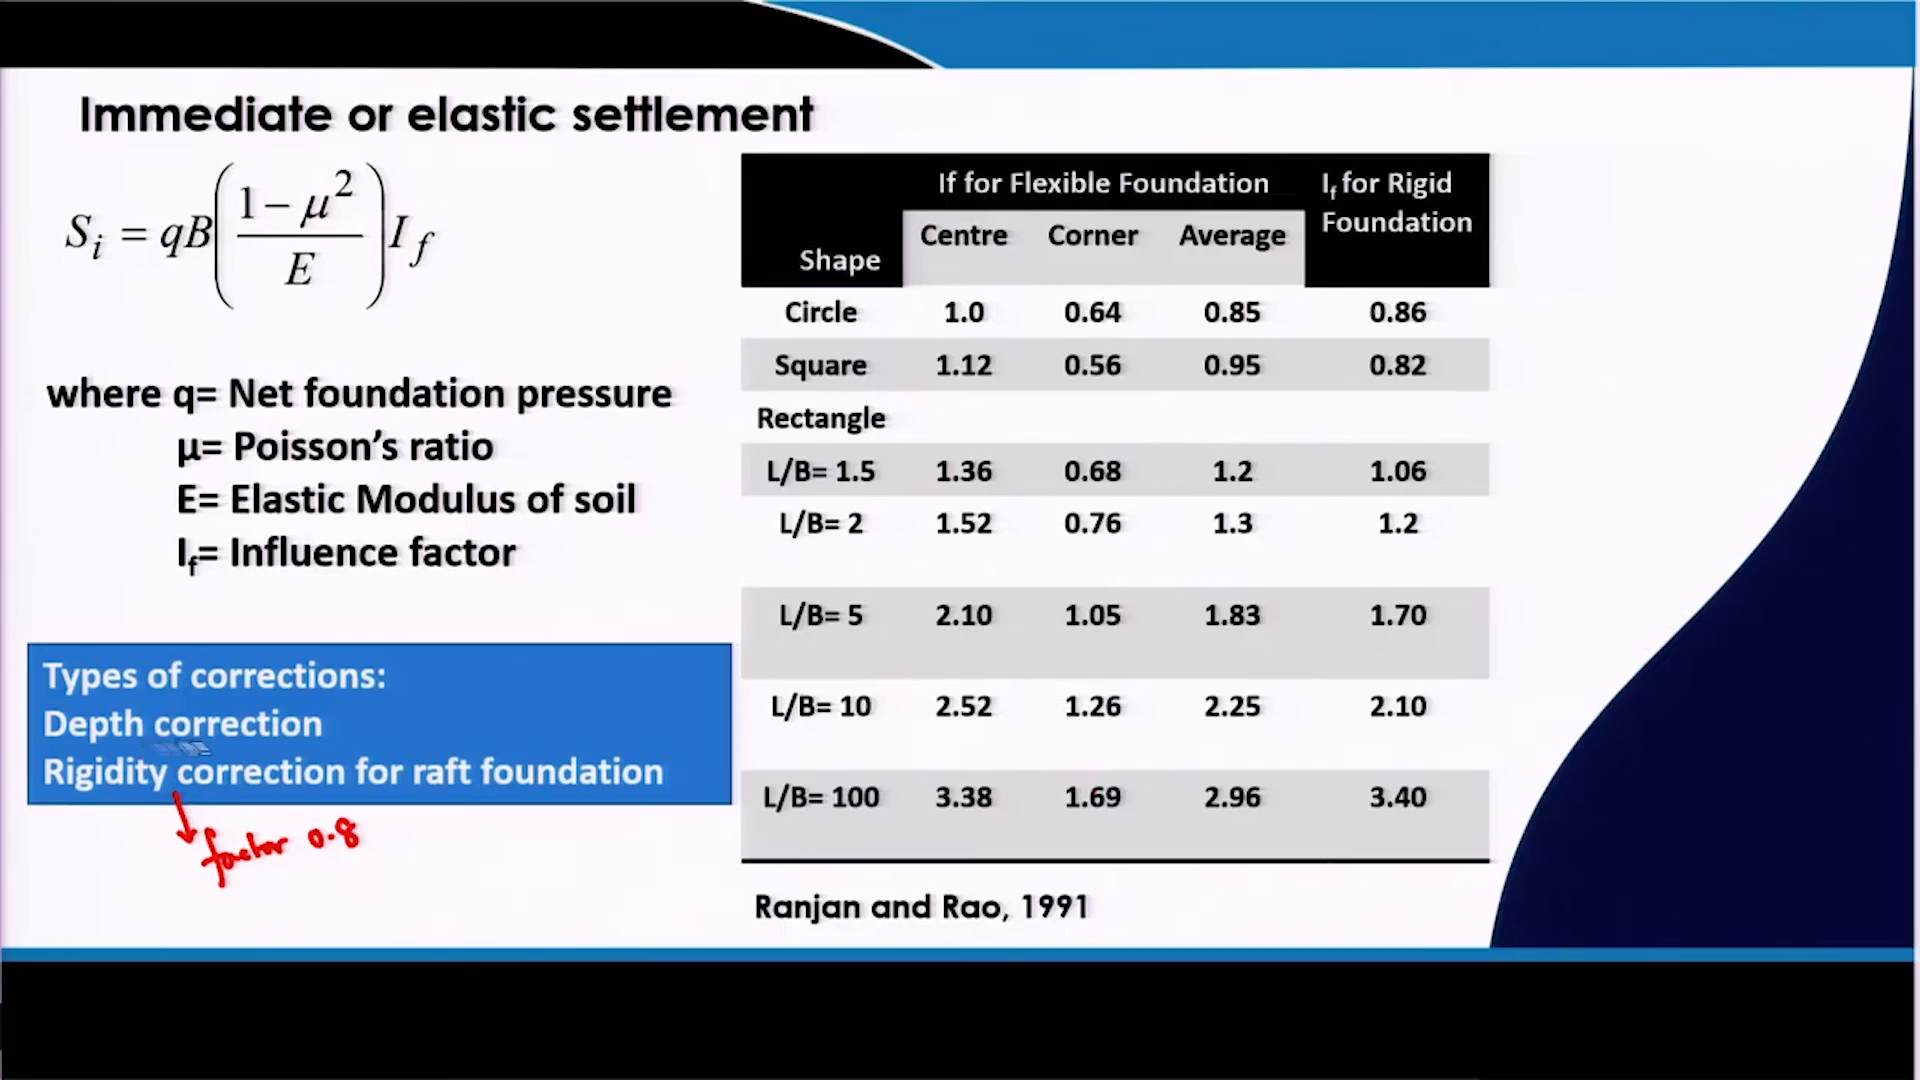 Immediate or elastic settlement
S_i = qB((1 − μ^2)/E)I_f
where q= Net foundation pressure
μ= Poisson's ratio
E= Elastic Modulus of soil
I_f= Influence factor
Types of corrections:
Depth correction
Rigidity correction for raft foundation
factor 0.8
Shape If for Flexible Foundation I_f for Rigid Foundation
Centre Corner Average
Circle 1.0 0.64 0.85 0.86
Square 1.12 0.56 0.95 0.82
Rectangle
L/B= 1.5 1.36 0.68 1.2 1.06
L/B= 2 1.52 0.76 1.3 1.2
L/B= 5 2.10 1.05 1.83 1.70
L/B= 10 2.52 1.26 2.25 2.10
L/B= 100 3.38 1.69 2.96 3.40
Ranjan and Rao, 1991